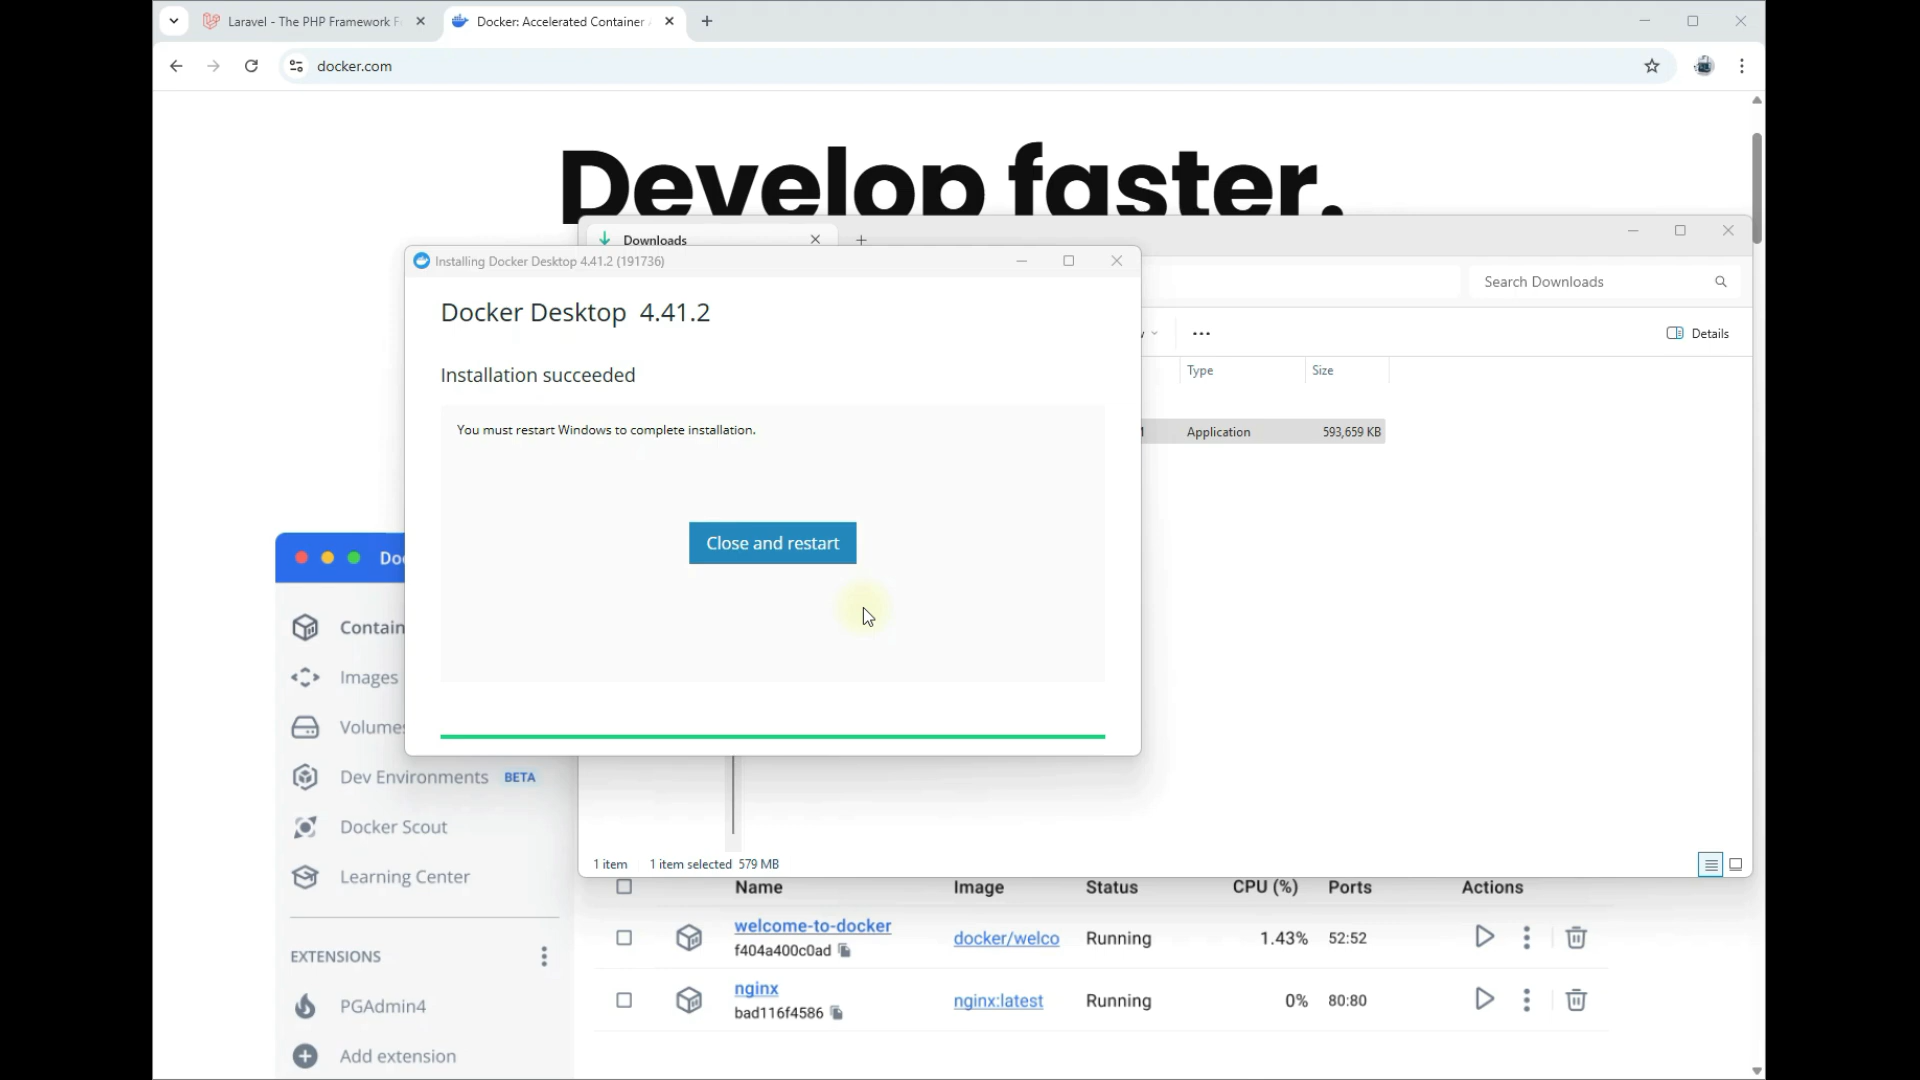 Laravel - The PHP Framework F
Docker: Accelerated Container
docker.com
Develop faster.
Downloads
Installing Docker Desktop 4.41.2 (191736)
Search Downloads
Docker Desktop 4.41.2
Details
Installation succeeded
Type
Size
You must restart Windows to complete installation.
Application
593,659 KB
Close and restart
Doc
Contain
Images
Volumes
Dev Environments BETA
Docker Scout
Learning Center
1 item 1 item selected 579 MB
Name Image Status CPU (%) Ports Actions
welcome-to-docker
f404a400c0ad
docker/welco Running 1.43% 52:52
EXTENSIONS
nginx
bad116f4586
nginx:latest Running 0% 80:80
PGAdmin4
Add extension